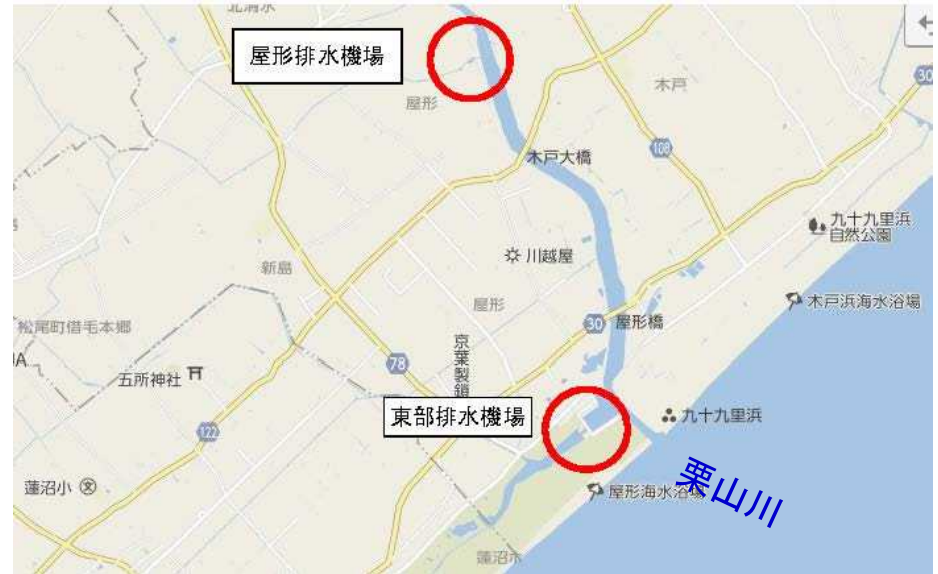 北清水
屋形排水機場
30
木戸
屋形
108
木戸大橋
九十九里浜
自然公園
川越屋
新島
木戸浜海水浴場
屋形
松尾町借毛本郷
30
屋形橋
京葉製鎖
78
五所神社
東部排水機場
九十九里浜
122
蓮沼小
屋形海水浴場
栗山川
蓮沼ホ